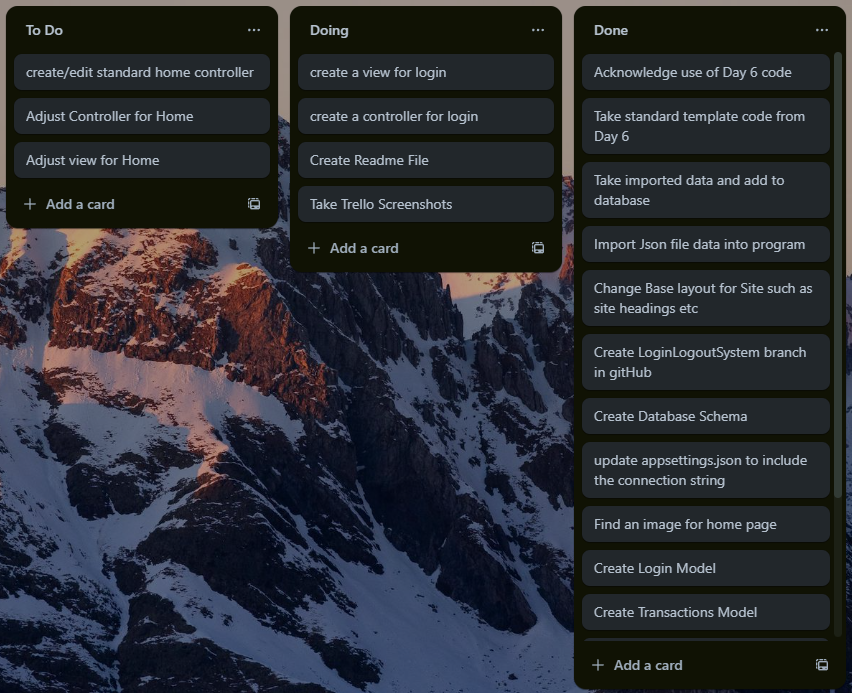 To Do
create/edit standard home controller
Adjust Controller for Home
Adjust view for Home
Add a card
Doing
create a view for login
create a controller for login
Create Readme File
Take Trello Screenshots
Add a card
Done
Acknowledge use of Day 6 code
Take standard template code from
Day 6
Take imported data and add to
database
Import Json file data into program
Change Base layout for Site such as
site headings etc
Create LoginLogoutSystem branch
in gitHub
Create Database Schema
update appsettings.json to include
the connection string
Find an image for home page
Create Login Model
Create Transactions Model
Add a card